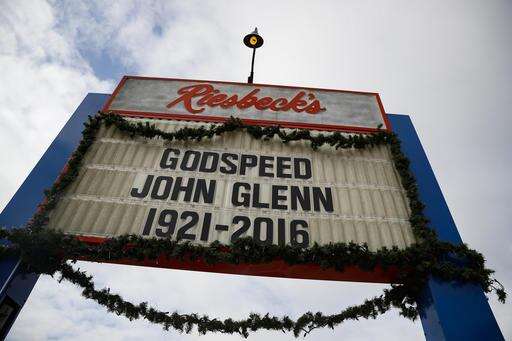 Riesbeck's
GODSPEED
JOHN GLENN
1921-2016